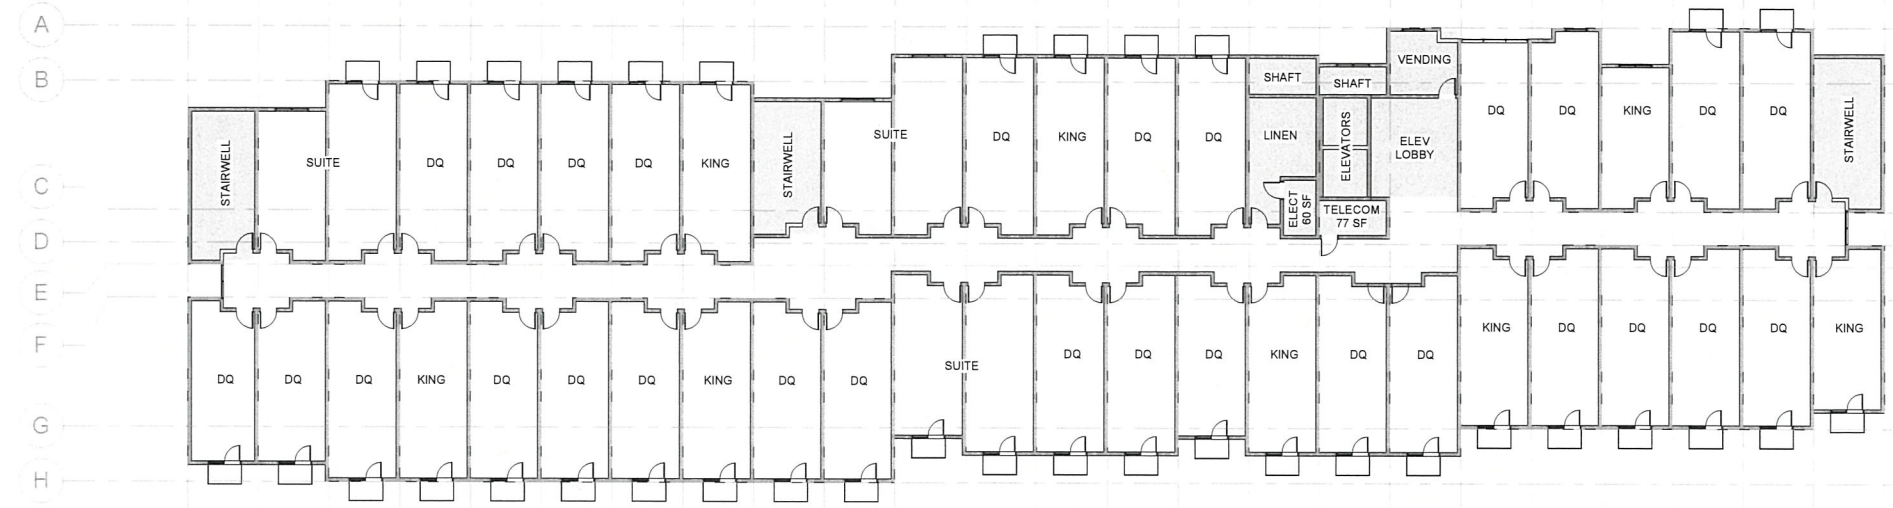 A
B
C
D
E
F
G
H
STAIRWELL
SUITE
DQ
DQ
DQ
DQ
KING
STAIRWELL
SUITE
DQ
KING
DQ
DQ
SHAFT
SHAFT
VENDING
LINEN
ELEVATORS
ELEV
LOBBY
ELECT
60 SF
TELECOM
77 SF
DQ
DQ
KING
DQ
DQ
STAIRWELL
DQ
DQ
DQ
KING
DQ
DQ
DQ
KING
DQ
DQ
SUITE
DQ
DQ
DQ
KING
DQ
DQ
KING
DQ
DQ
DQ
DQ
KING